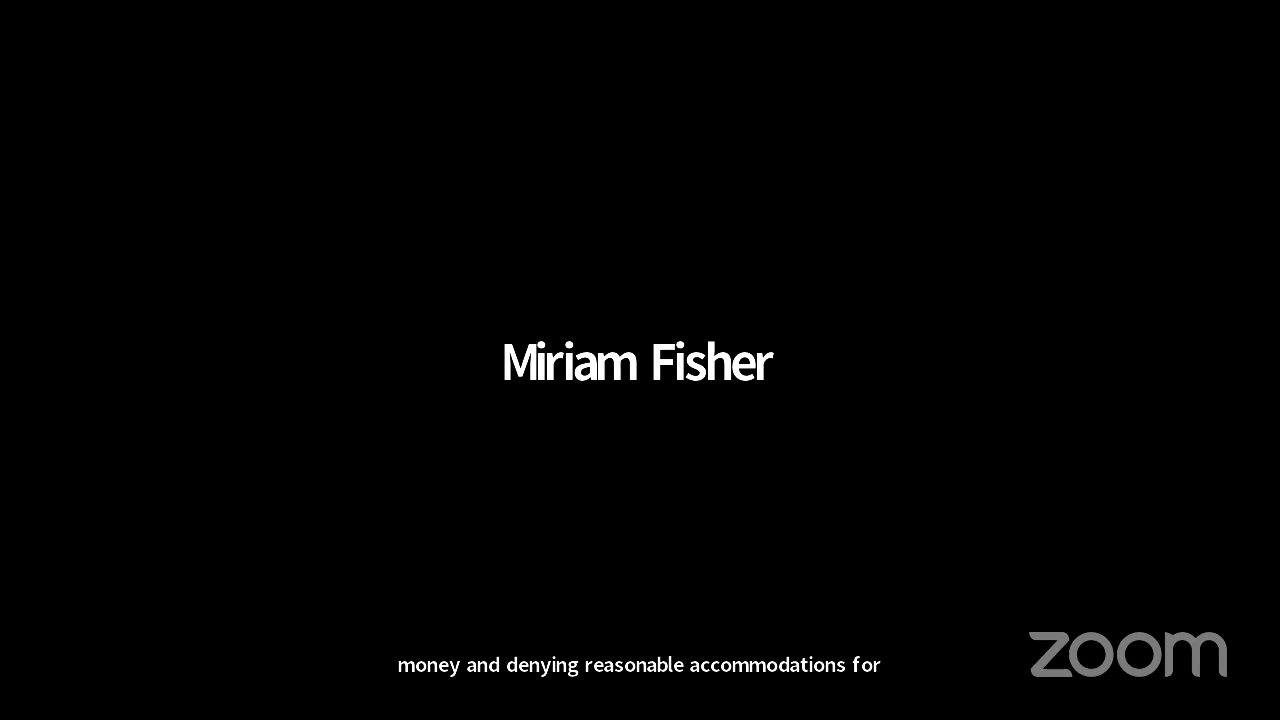 Miriam Fisher
money and denying reasonable accommodations for
zoom